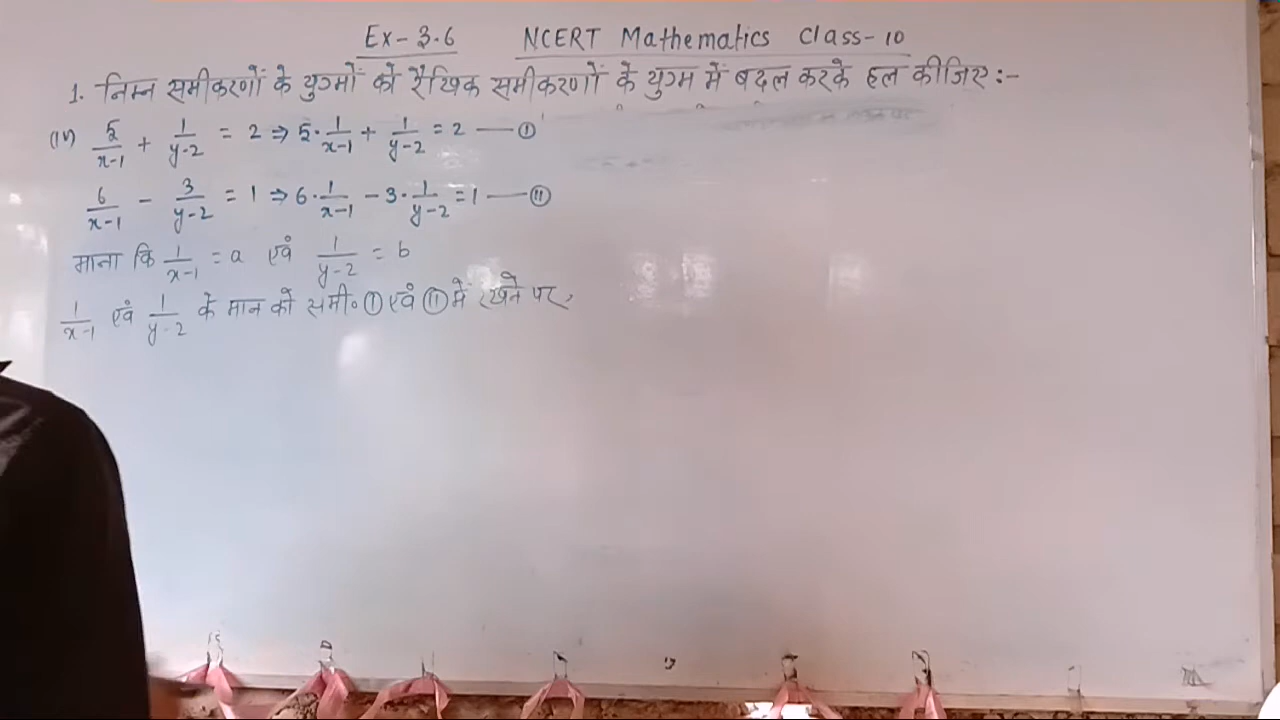 Ex-3.6 NCERT Mathematics Class-10
1. निम्न समीकरणों के युग्मों को रैखिक समीकरणों के युग्म में बदल करके हल कीजिए:-
(iv) 5/(x-1) + 1/(y-2) = 2 ⇒ 5·1/(x-1) + 1/(y-2) = 2 —— Ⓘ
6/(x-1) - 3/(y-2) = 1 ⇒ 6·1/(x-1) - 3·1/(y-2) = 1 —— Ⅱ
माना कि 1/(x-1) = a एवं 1/(y-2) = b
1/(x-1) एवं 1/(y-2) के मान को समी० Ⓘ एवं Ⅱ में रखने पर,